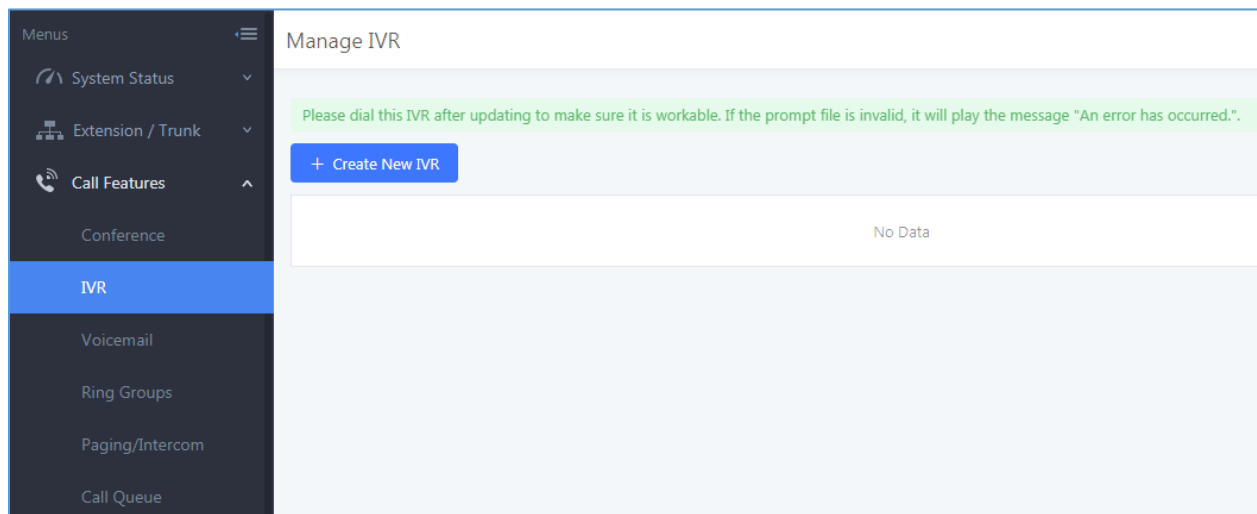 Menus
System Status
Extension / Trunk
Call Features
Conference
IVR
Voicemail
Ring Groups
Paging/Intercom
Call Queue
Manage IVR
Please dial this IVR after updating to make sure it is workable. If the prompt file is invalid, it will play the message "An error has occurred.".
+ Create New IVR
No Data